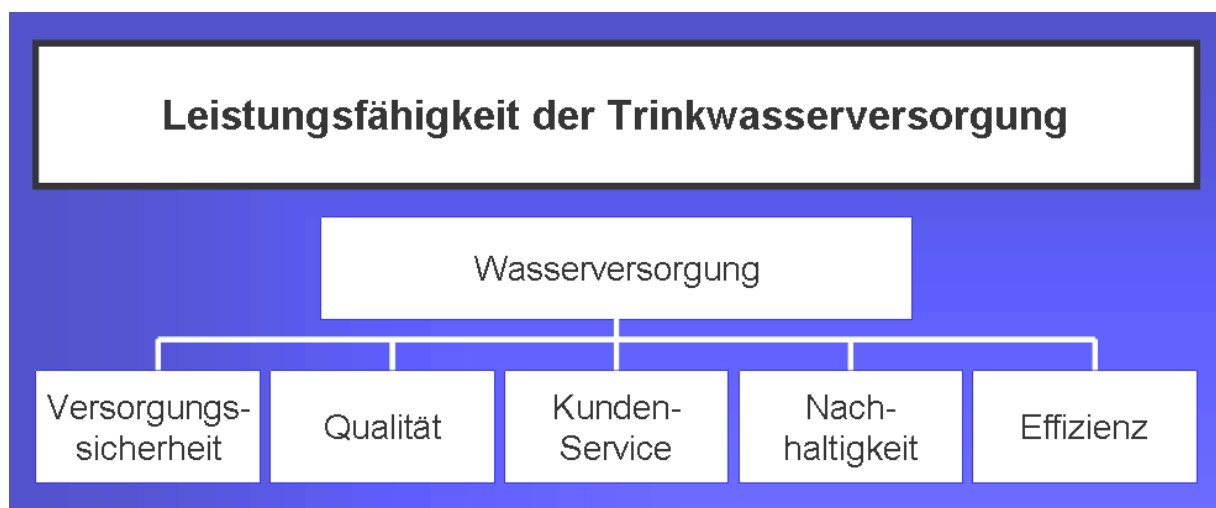 Leistungsfähigkeit der Trinkwasserversorgung
Wasserversorgung
Versorgungs-
sicherheit
Qualität
Kunden-
Service
Nach-
haltigkeit
Effizienz